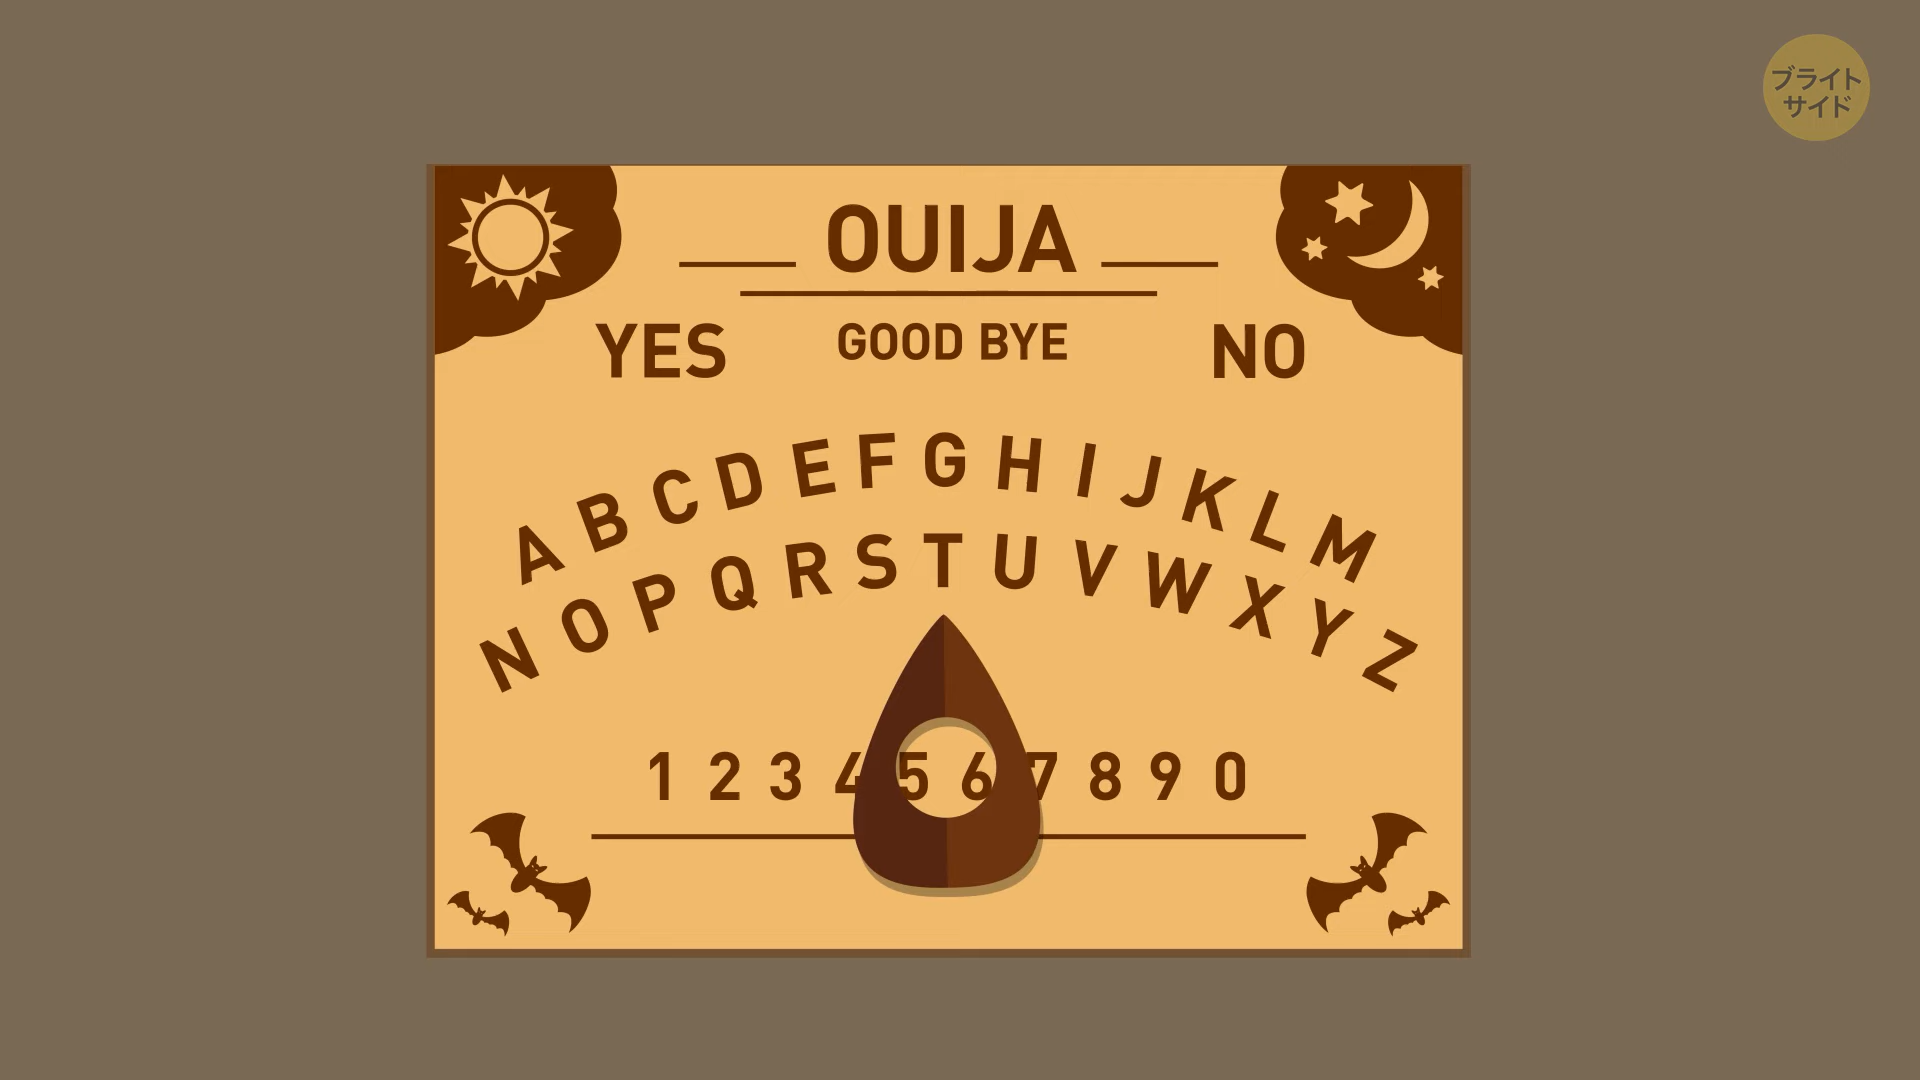 ブライト
サイド
OUIJA
YES GOOD BYE NO
A B C D E F G H I J K L M
N O P Q R S T U V W X Y Z
1 2 3 4 5 6 7 8 9 0